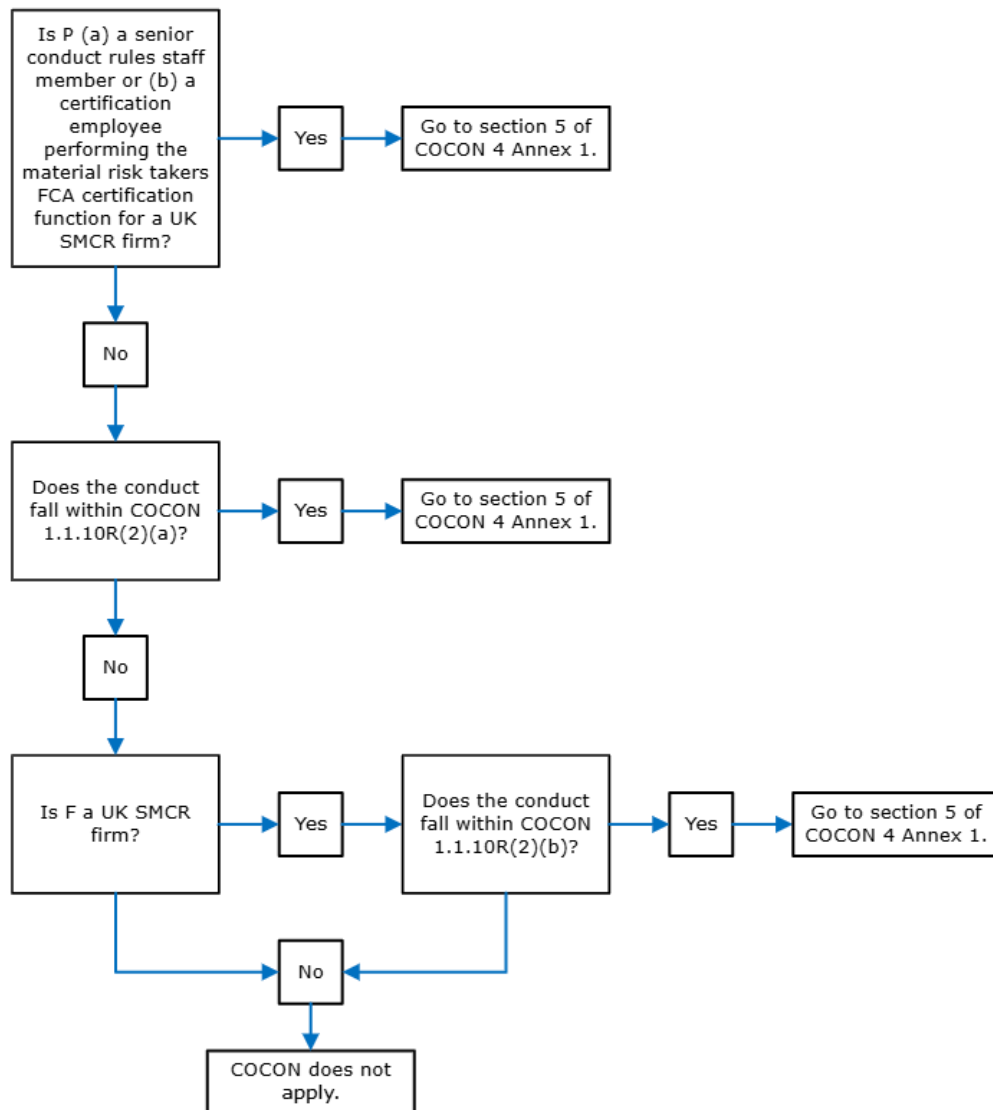 Is P (a) a senior
conduct rules staff
member or (b) a
certification
employee
performing the
material risk takers
FCA certification
function for a UK
SMCR firm?
Yes
Go to section 5 of
COCON 4 Annex 1.
No
Does the conduct
fall within COCON
1.1.10R(2)(a)?
Yes
Go to section 5 of
COCON 4 Annex 1.
No
Is F a UK SMCR
firm?
Yes
Does the conduct
fall within COCON
1.1.10R(2)(b)?
Yes
Go to section 5 of
COCON 4 Annex 1.
No
COCON does not
apply.